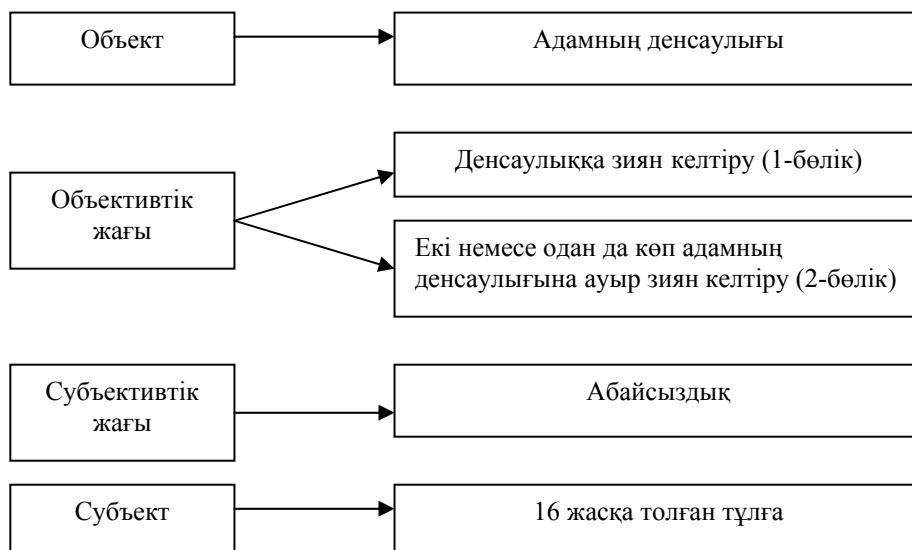 Объект
Адамның денсаулығы
Объективтік
жағы
Денсаулыққа зиян келтіру (1-бөлік)
Екі немесе одан да көп адамның
денсаулығына ауыр зиян келтіру (2-бөлік)
Субъективтік
жағы
Абайсыздық
Субъект
16 жасқа толған тұлға